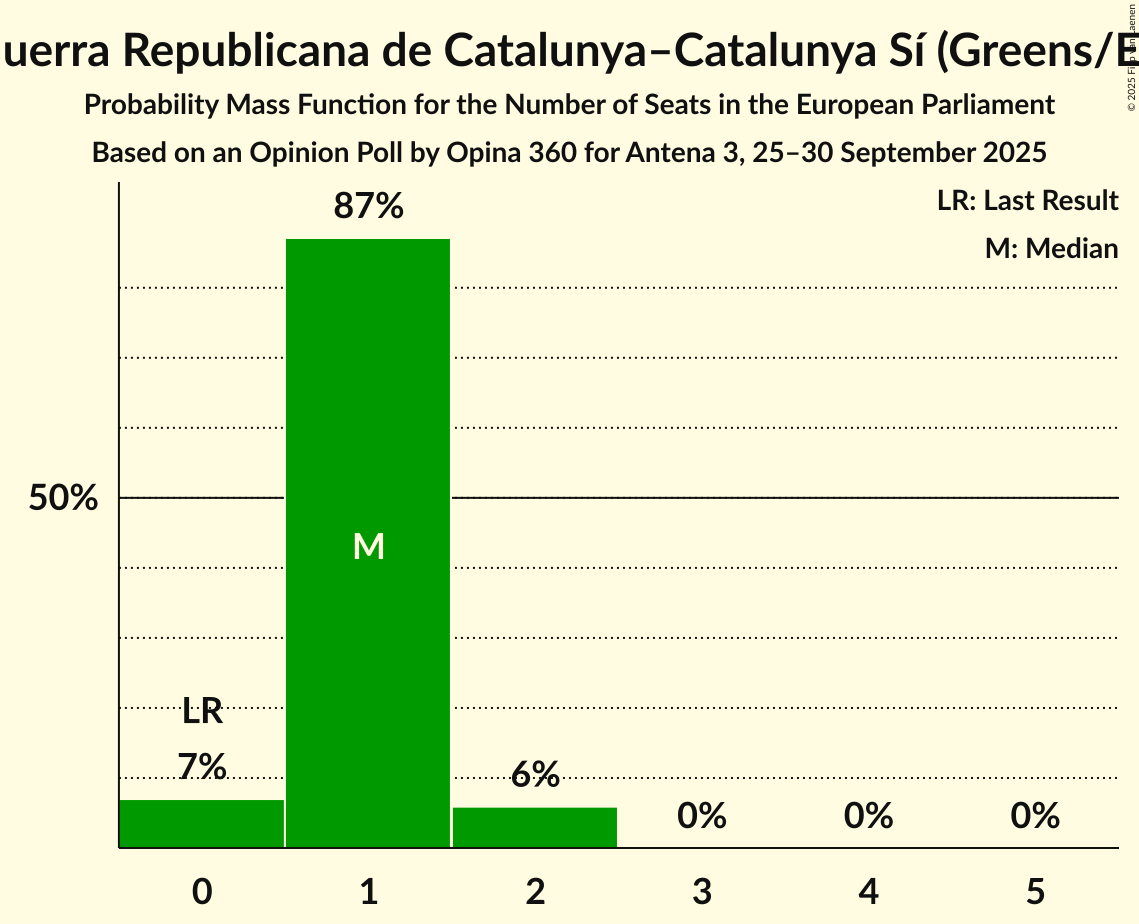 uerra Republicana de Catalunya–Catalunya Sí (Greens/E
Probability Mass Function for the Number of Seats in the European Parliament
Based on an Opinion Poll by Opina 360 for Antena 3, 25–30 September 2025
© 2025 Filip van Laenen
LR: Last Result
M: Median
87%
50%
M
LR
7%
6%
0%
0%
0%
0
1
2
3
4
5